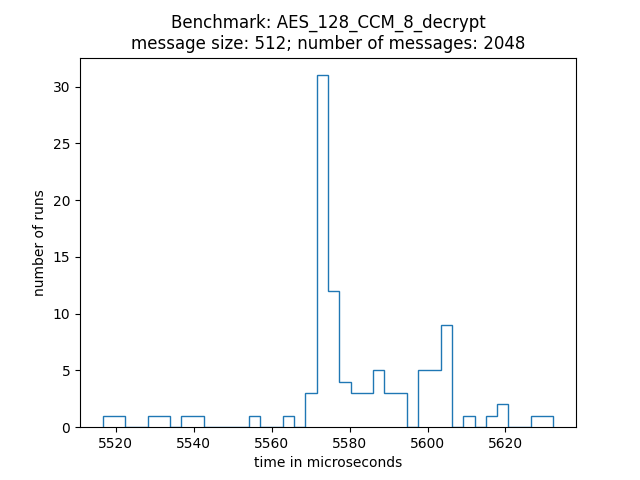 Benchmark: AES_128_CCM_8_decrypt
message size: 512; number of messages: 2048
30
25
20
15
10
5
0
number of runs
5520 5540 5560 5580 5600 5620
time in microseconds